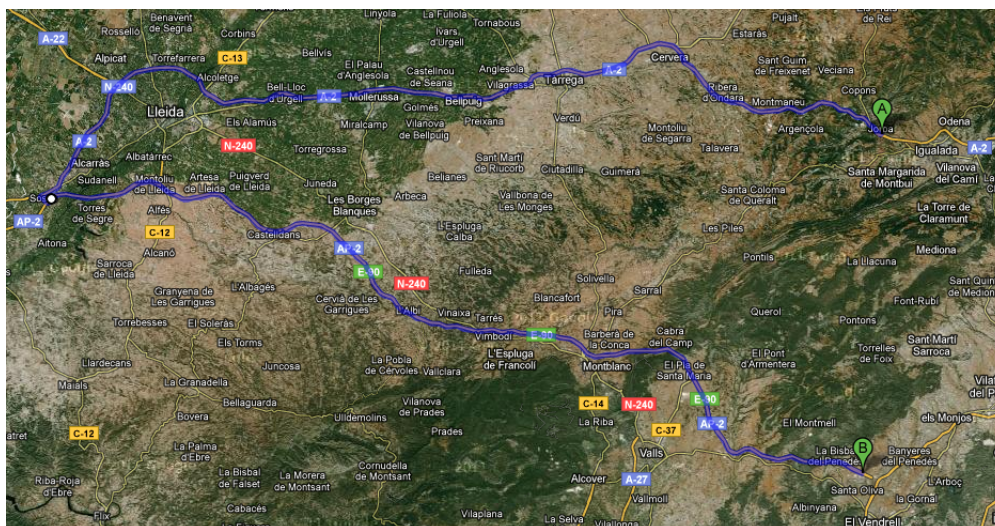 Benavent
de Segrià
Linyola
La Fuliola
Ivars
d'Urgell
Tornabous
Pujalt
Els Prats
de Rei
Rosselló
Corbins
A-22
Alpicat
Torrefarrera
C-13
Bellvís
El Palau
d'Anglesola
Castellnou
de Seana
Anglesola
Estaràs
Cervera
Sant Guim
de Freixenet
Veciana
N-240
Alcoletge
Bell-Lloc
d'Urgell
A-2
Mollerussa
Golmés
Bellpuig
Vilagrassa
Tàrrega
A-2
Ribera
d'Ondara
Montmaneu
Copons
A
Lleida
Els Alamús
Miralcamp
Vilanova
de Bellpuig
Preixana
Verdú
Argençola
Jorba
Odena
A-2
N-240
Torregrossa
Montoliu
de Segarra
Talavera
Igualada
A-2
Alcarràs
Albatàrrec
Sant Martí
de Riucorb
Ciutadilla
Guimerà
Santa Margarida
de Montbui
Vilanova
del Camí
Sudanell
Montoliu
de Lleida
Artesa
de Lleida
Puigverd
de Lleida
Juneda
Belianes
Santa Coloma
de Queralt
Torres
de Segre
Les Borges
Blanques
Arbeca
Vallbona de
Les Monges
La Torre de
Claramunt
AP-2
Alfés
C-12
Castelldans
L'Espluga
Calba
Les Piles
Aitona
Alcanó
AP-2
Mediona
Sarroca
de Lleida
E-90
Fulleda
Pontils
La Llacuna
L'Albagés
N-240
Solivella
Granyena de
Les Garrigues
Cervià de Les
Garrigues
Blancafort
Sarral
Font-Rubí
Torrebesses
El Soleràs
L'Albi
Vinaixa
Tarrés
Pira
Querol
Pontons
Els Torms
Vimbodí
E-90
Barberà de
la Conca
Cabra
del Camp
Llardecans
Juncosa
La Pobla
de Cérvoles
Vallclara
L'Espluga
de Francolí
Montblanc
El Pla de
Santa Maria
El Pont
d'Armentera
Torrelles
de Foix
Sant Martí
Sarroca
Maials
La Granadella
Bellaguarda
Vilanova
de Prades
C-14
N-240
E-90
Bovera
Ulldemolins
La Riba
El Montmell
els Monjos
C-12
Prades
C-37
AP-2
La Palma
d'Ebre
Valls
La Bisbal
del Penedès
B
Banyeres
del Penedès
Riba-Roja
d'Ebre
La Bisbal
de Falset
La Morera
de Montsant
Cornudella
de Montsant
Alcover
A-27
Santa Oliva
L'Arboç
Cabacés
Vallmoll
Albinyana
la Gornal
Flix
Vilaplana
La Selva
Vilallonga
El Vendrell